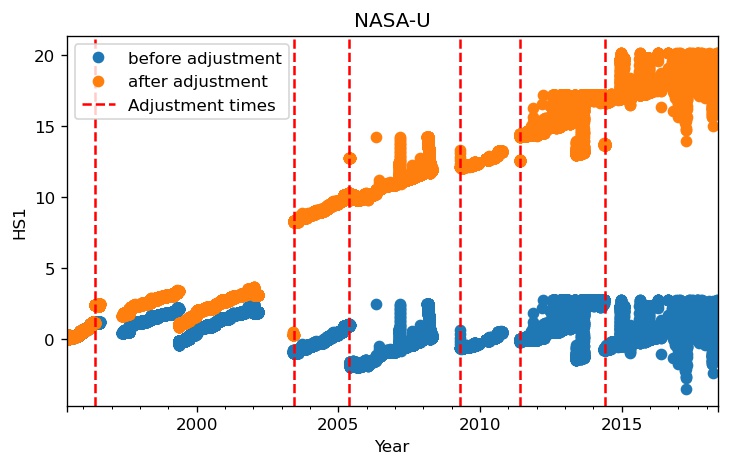 NASA-U
before adjustment
after adjustment
Adjustment times
HS1
20
15
10
5
0
2000
2005
2010
2015
Year